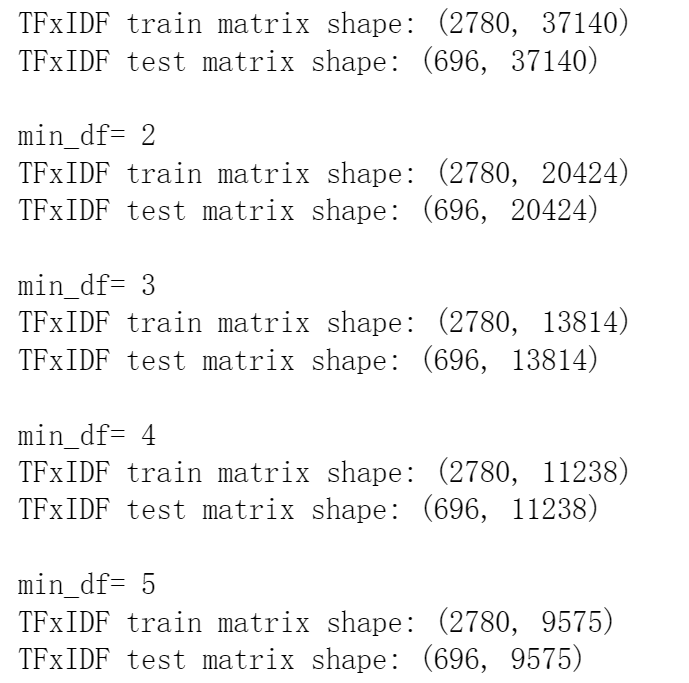 TFxIDF train matrix shape: (2780, 37140)
TFxIDF test matrix shape: (696, 37140)
min_df= 2
TFxIDF train matrix shape: (2780, 20424)
TFxIDF test matrix shape: (696, 20424)
min_df= 3
TFxIDF train matrix shape: (2780, 13814)
TFxIDF test matrix shape: (696, 13814)
min_df= 4
TFxIDF train matrix shape: (2780, 11238)
TFxIDF test matrix shape: (696, 11238)
min_df= 5
TFxIDF train matrix shape: (2780, 9575)
TFxIDF test matrix shape: (696, 9575)